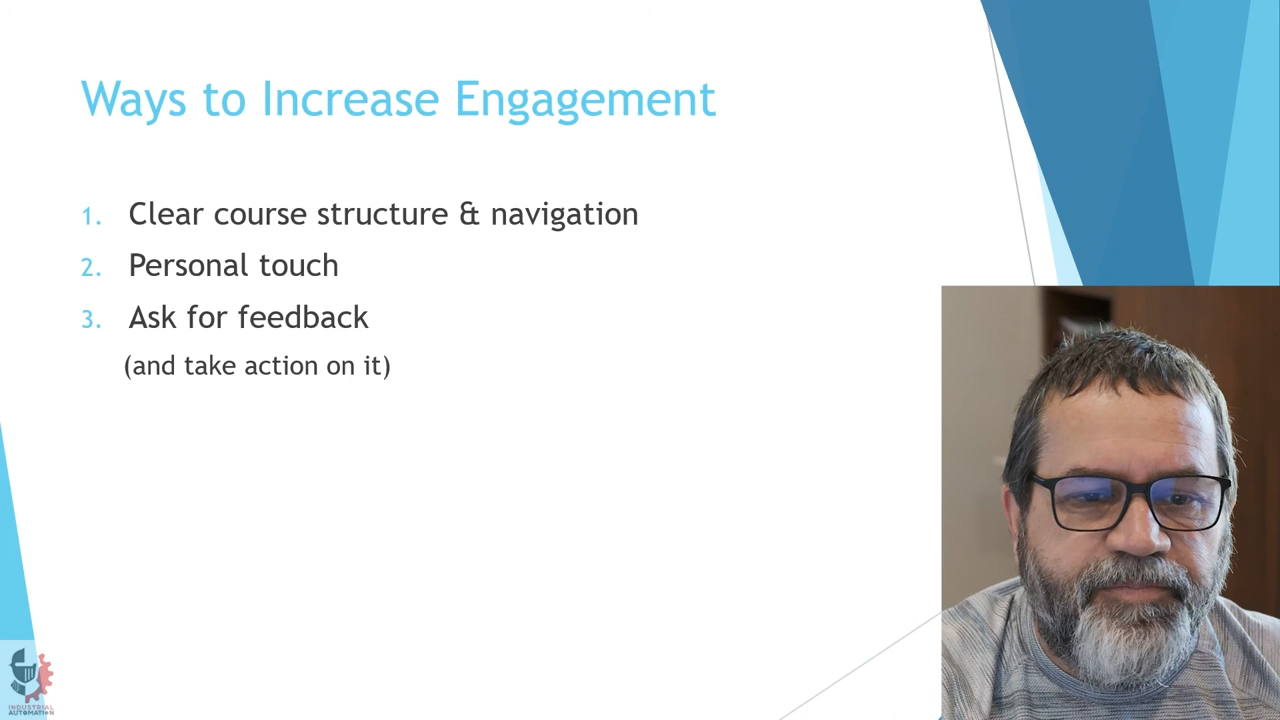 Ways to Increase Engagement
1. Clear course structure & navigation
2. Personal touch
3. Ask for feedback
(and take action on it)
INDUSTRIAL
AUTOMATION